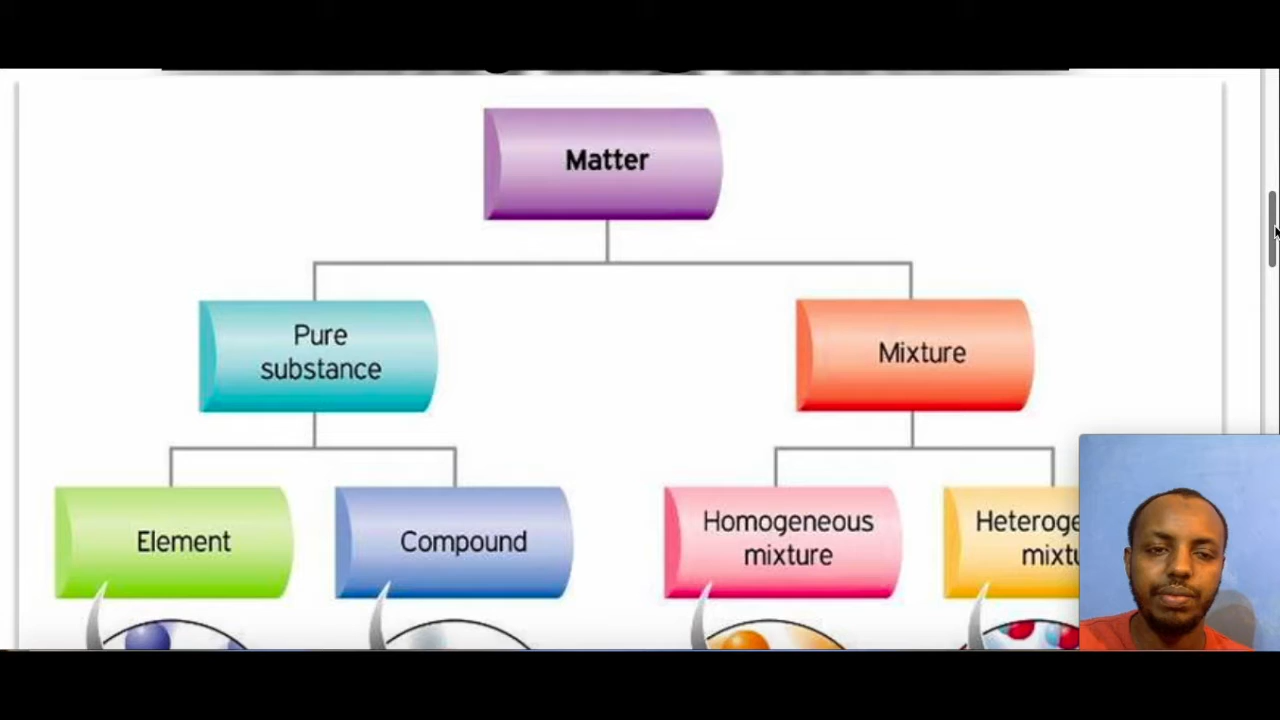 Matter
Pure
substance
Mixture
Element
Compound
Homogeneous
mixture